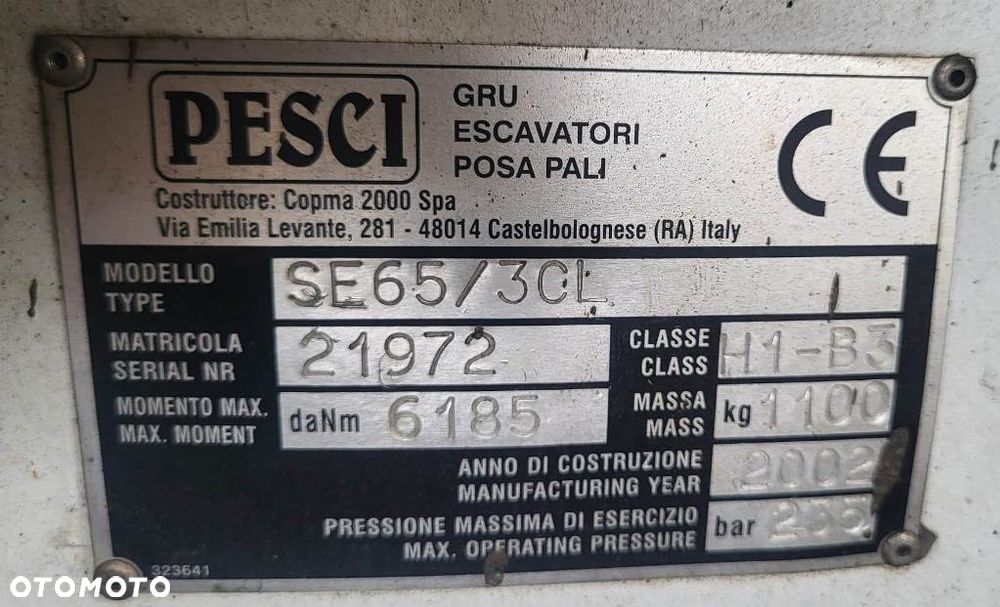 PESCI
GRU
ESCAVATORI
POSA PALI
CE
Costruttore: Copma 2000 Spa
Via Emilia Levante, 281 - 48014 Castelbolognese (RA) Italy
MODELLO
TYPE
SE65/3CL
MATRICOLA
SERIAL NR
21972
CLASSE
CLASS
H1-B3
MOMENTO MAX.
MAX. MOMENT
daNm 6185
MASSA
MASS
kg 1100
ANNO DI COSTRUZIONE
MANUFACTURING YEAR
2002
PRESSIONE MASSIMA DI ESERCIZIO
MAX. OPERATING PRESSURE
bar 235
323641
OTOMOTO